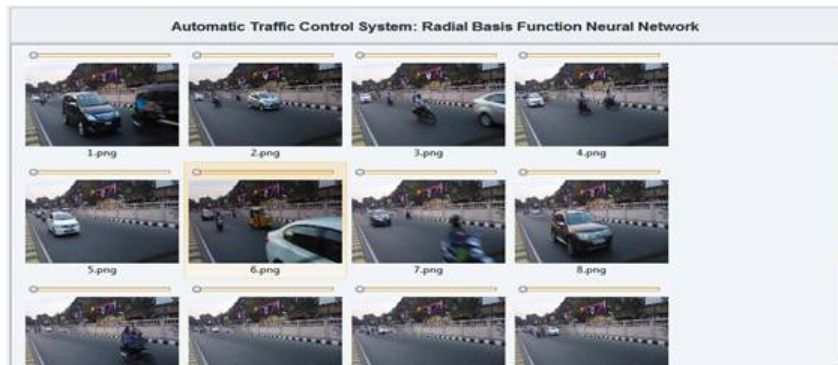 Automatic Traffic Control System: Radial Basis Function Neural Network
1.png
2.png
3.png
4.png
5.png
6.png
7.png
8.png